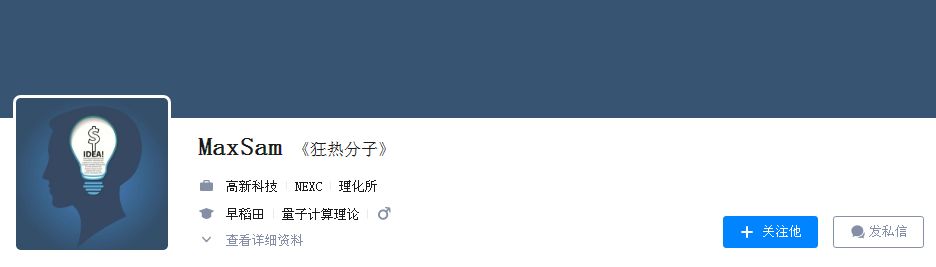 IDEA!
MaxSam 《狂热分子》
高新科技 NEXC 理化所
早稻田 量子计算理论
查看详细资料
关注他 发私信